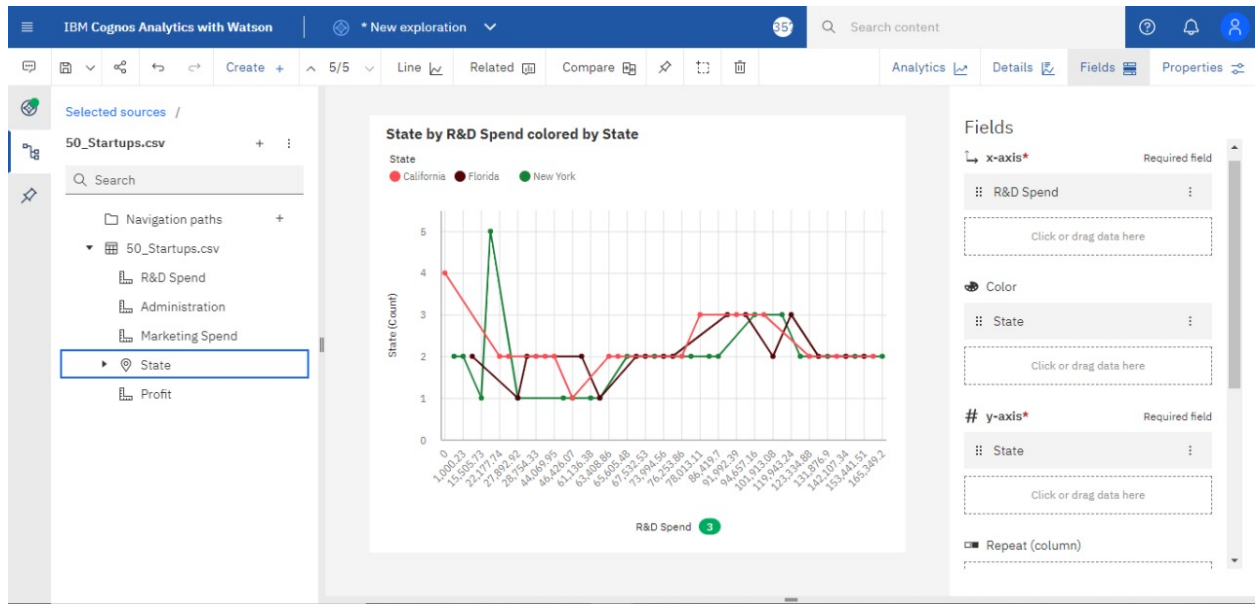 IBM Cognos Analytics with Watson
* New exploration
Search content
Create +
5/5
Line
Related
Compare
Analytics
Details
Fields
Properties
Selected sources /
50_Startups.csv
Search
Navigation paths
50_Startups.csv
R&D Spend
Administration
Marketing Spend
State
Profit
State by R&D Spend colored by State
State
California
Florida
New York
State (Count)
5
4
3
2
1
0
0
1,000.23
15,505.73
22,177.74
27,892.92
28,754.33
44,069.95
46,426.07
61,136.38
63,408.86
65,605.48
67,532.53
73,994.56
76,253.86
78,013.11
86,419.7
91,992.39
94,657.16
101,913.08
119,943.24
123,334.88
131,876.9
142,107.34
153,441.51
165,349.2
R&D Spend 3
Fields
x-axis* Required field
R&D Spend
Click or drag data here
Color
State
Click or drag data here
y-axis* Required field
State
Click or drag data here
Repeat (column)